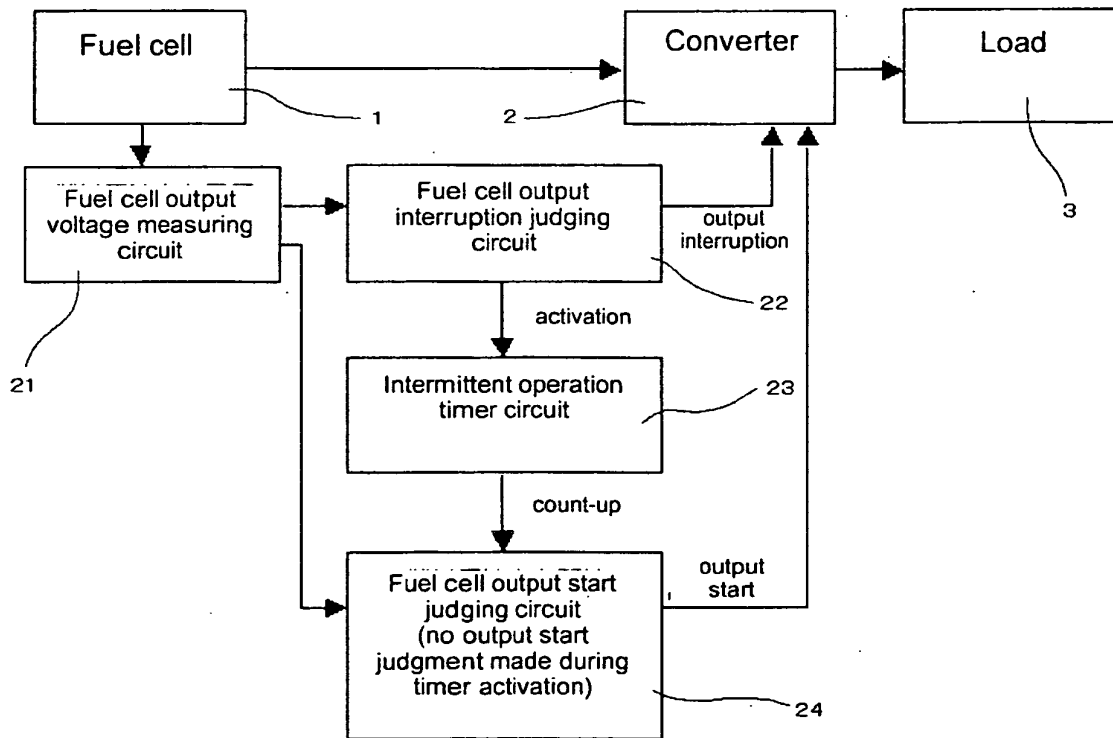 Fuel cell
Converter
Load
1
2
3
Fuel cell output
voltage measuring
circuit
Fuel cell output
interruption judging
circuit
output
interruption
21
22
activation
Intermittent operation
timer circuit
23
count-up
Fuel cell output start
judging circuit
(no output start
judgment made during
timer activation)
output
start
24